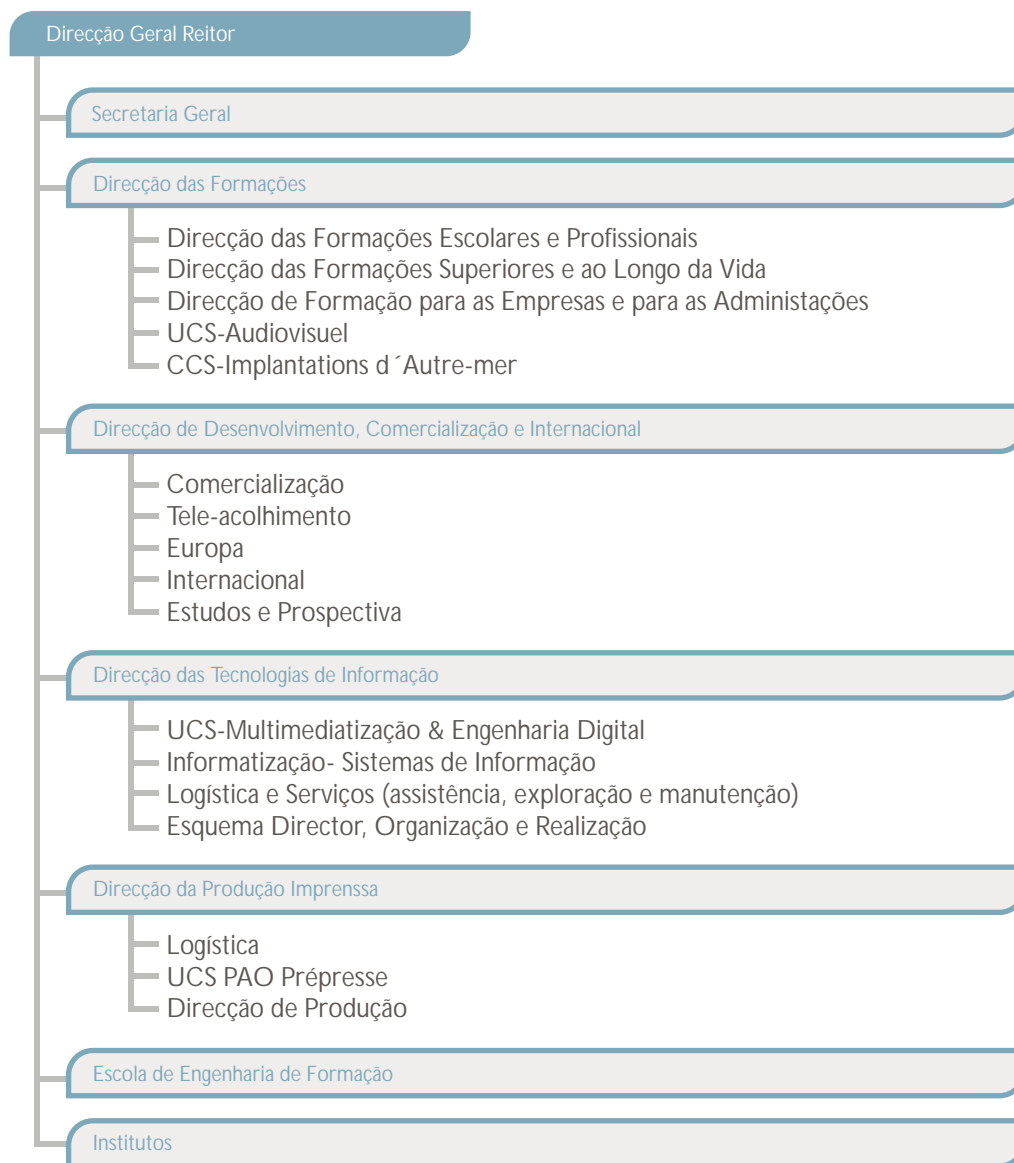 Direcção Geral Reitor
Secretaria Geral
Direcção das Formações
Direcção das Formações Escolares e Profissionais
Direcção das Formações Superiores e ao Longo da Vida
Direcção de Formação para as Empresas e para as Administações
UCS-Audiovisuel
CCS-Implantations d´Autre-mer
Direcção de Desenvolvimento, Comercialização e Internacional
Comercialização
Tele-acolhimento
Europa
Internacional
Estudos e Prospectiva
Direcção das Tecnologias de Informação
UCS-Multimediatização & Engenharia Digital
Informatização- Sistemas de Informação
Logística e Serviços (assistência, exploração e manutenção)
Esquema Director, Organização e Realização
Direcção da Produção Imprenssa
Logística
UCS PAO Prépresse
Direcção de Produção
Escola de Engenharia de Formação
Institutos